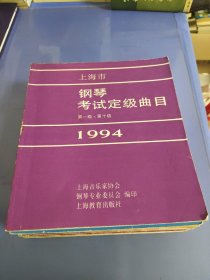 上海市
钢琴
考试定级曲目
第一级-第十级
1994
上海音乐家协会
钢琴专业委员会 编印
上海教育出版社